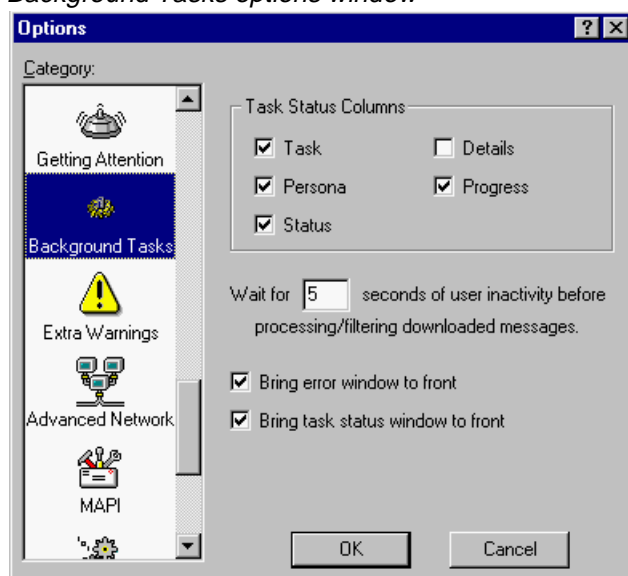 Background Tasks options window
Options
Category:
Getting Attention
Background Tasks
Extra Warnings
Advanced Network
MAPI
Task Status Columns
Task
Details
Persona
Progress
Status
Wait for 5 seconds of user inactivity before
processing/filtering downloaded messages.
Bring error window to front
Bring task status window to front
OK
Cancel